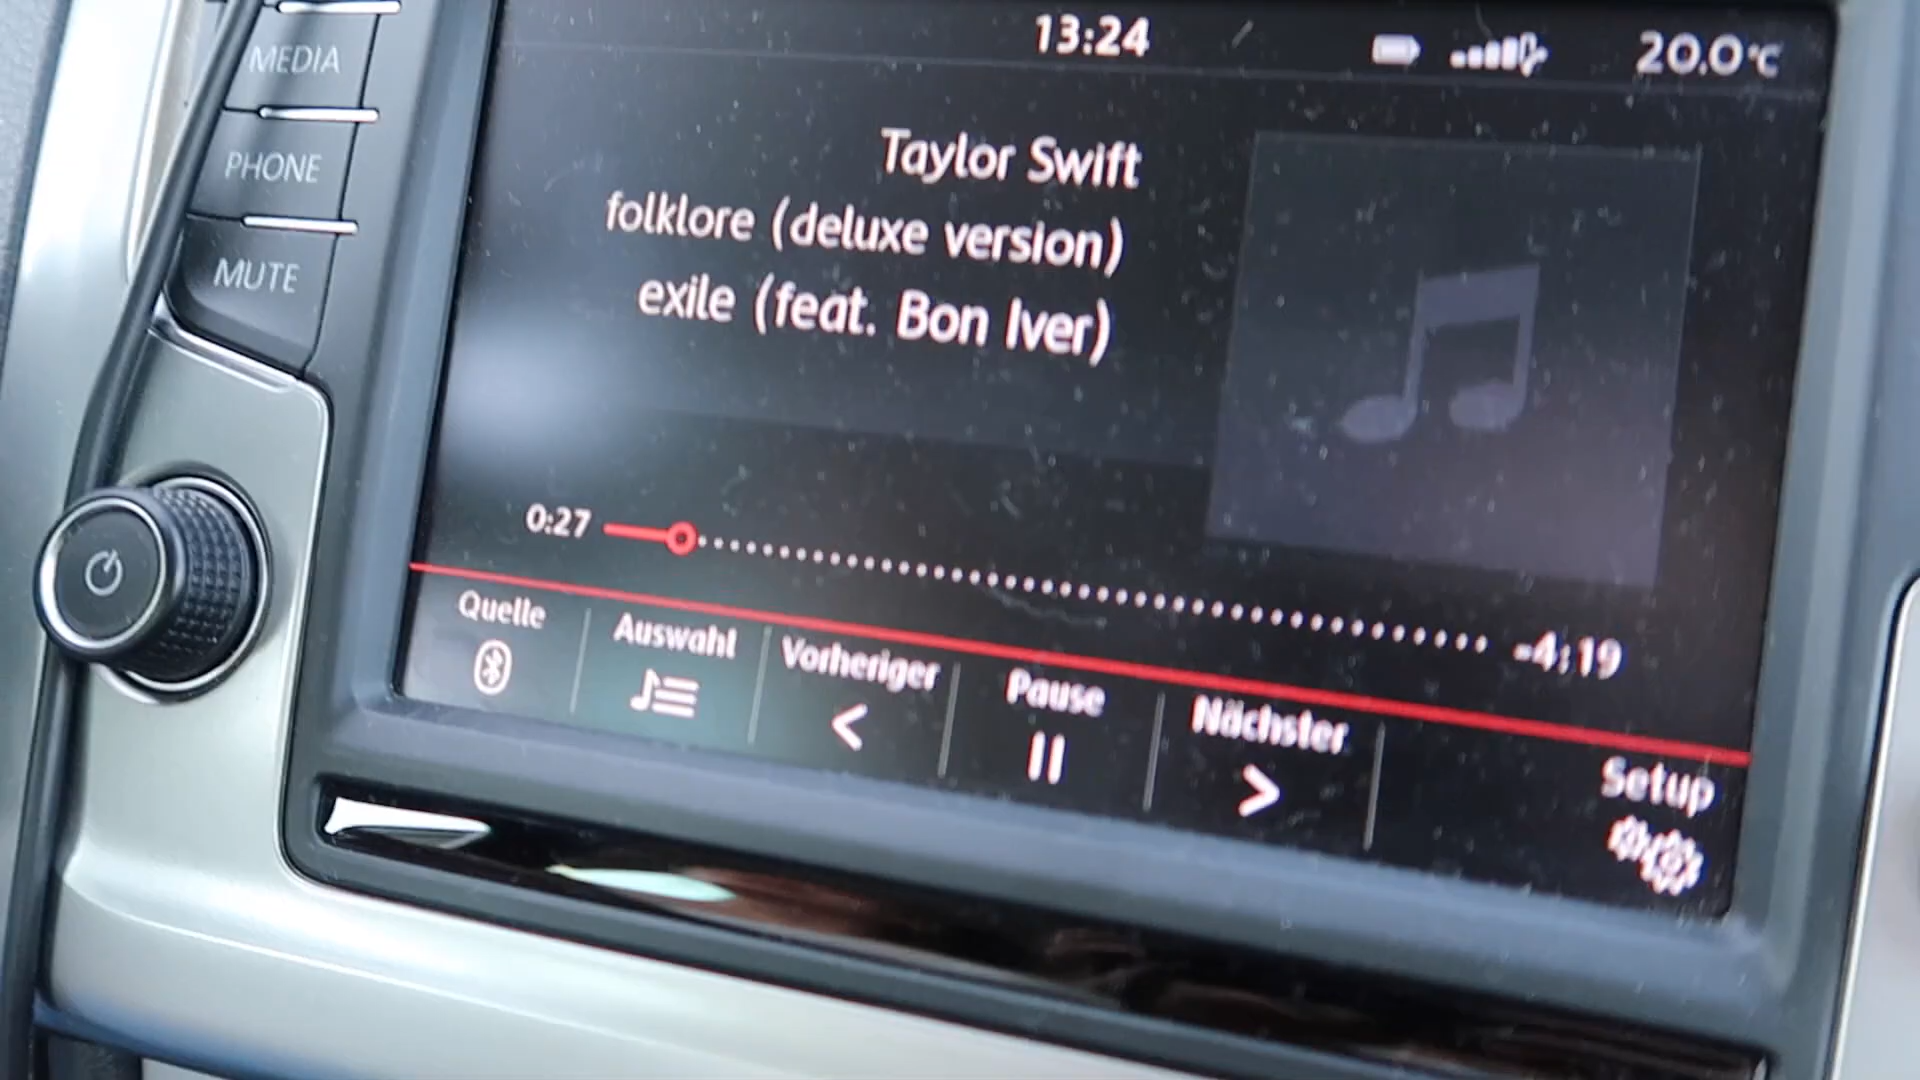 MEDIA
PHONE
MUTE
13:24
20.0°C
Taylor Swift
folklore (deluxe version)
exile (feat. Bon Iver)
0:27
-4:19
Quelle
Auswahl
Vorheriger
Pause
Nächster
Setup